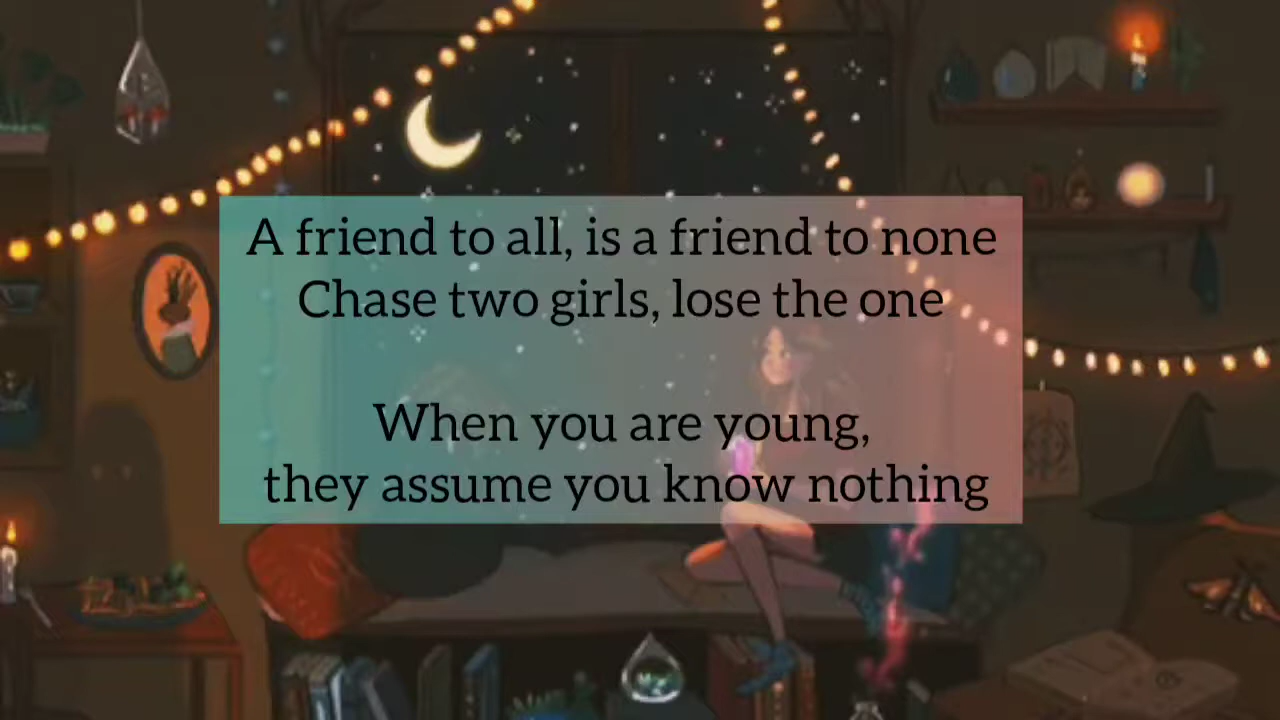 A friend to all, is a friend to none
Chase two girls, lose the one
When you are young,
they assume you know nothing